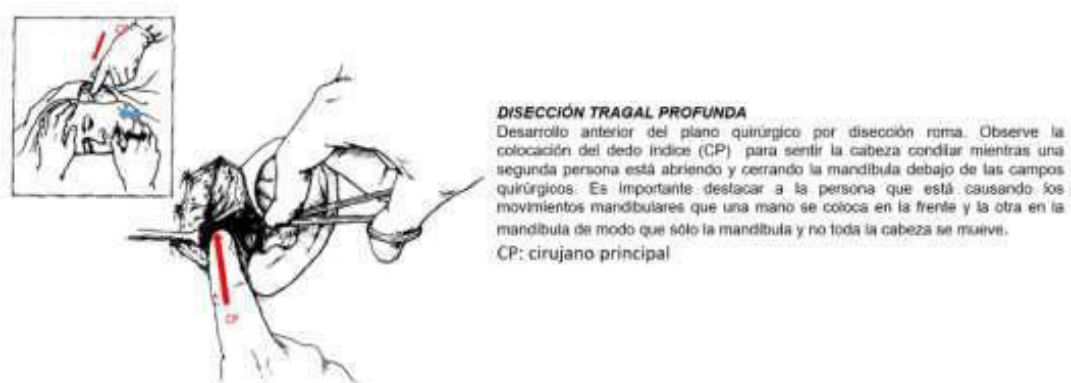 CP
DISECCIÓN TRAGAL PROFUNDA
Desarrollo anterior del plano quirúrgico por disección roma. Observe la
colocación del dedo índice (CP) para sentir la cabeza condilar mientras una
segunda persona está abriendo y cerrando la mandíbula debajo de las campos
quirúrgicos. Es importante destacar a la persona que está causando los
movimientos mandibulares que una mano se coloca en la frente y la otra en la
mandíbula de modo que sólo la mandíbula y no toda la cabeza se mueve.
CP: cirujano principal
CP